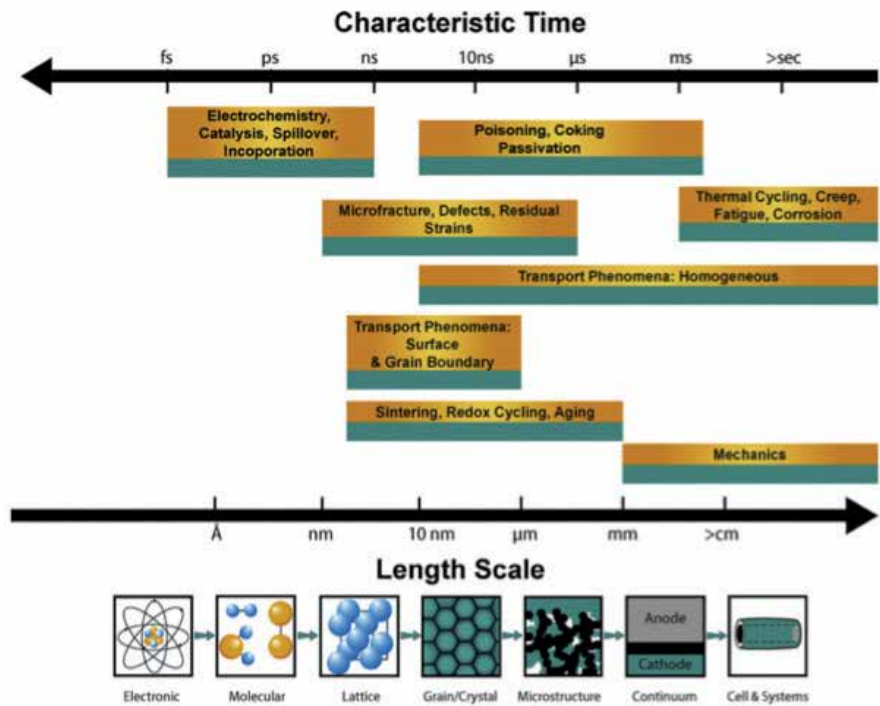 Characteristic Time
fs ps ns 10ns µs ms >sec
Electrochemistry,
Catalysis, Spillover,
Incoporation
Poisoning, Coking
Passivation
Thermal Cycling, Creep,
Fatigue, Corrosion
Microfracture, Defects, Residual
Strains
Transport Phenomena: Homogeneous
Transport Phenomena:
Surface
& Grain Boundary
Sintering, Redox Cycling, Aging
Mechanics
Å nm 10 nm µm mm >cm
Length Scale
Anode
Cathode
Electronic Molecular Lattice Grain/Crystal Microstructure Continuum Cell & Systems